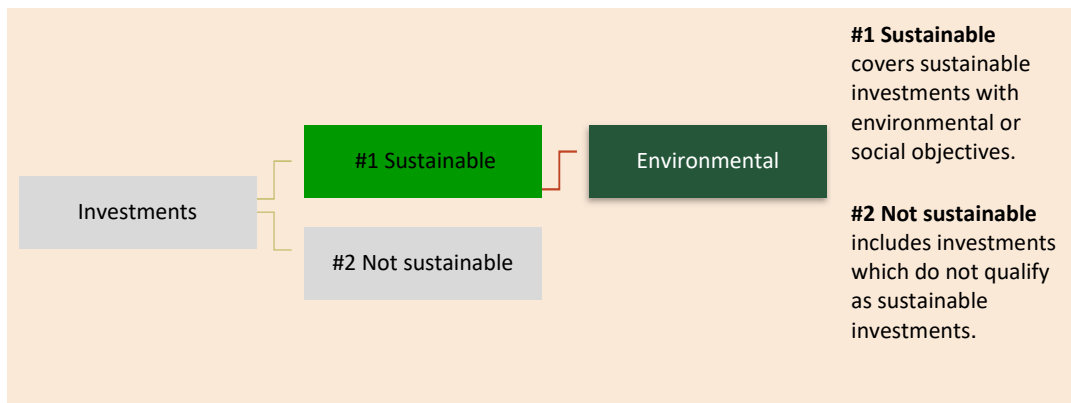 Investments
#1 Sustainable
Environmental
#2 Not sustainable
#1 Sustainable
covers sustainable
investments with
environmental or
social objectives.
#2 Not sustainable
includes investments
which do not qualify
as sustainable
investments.